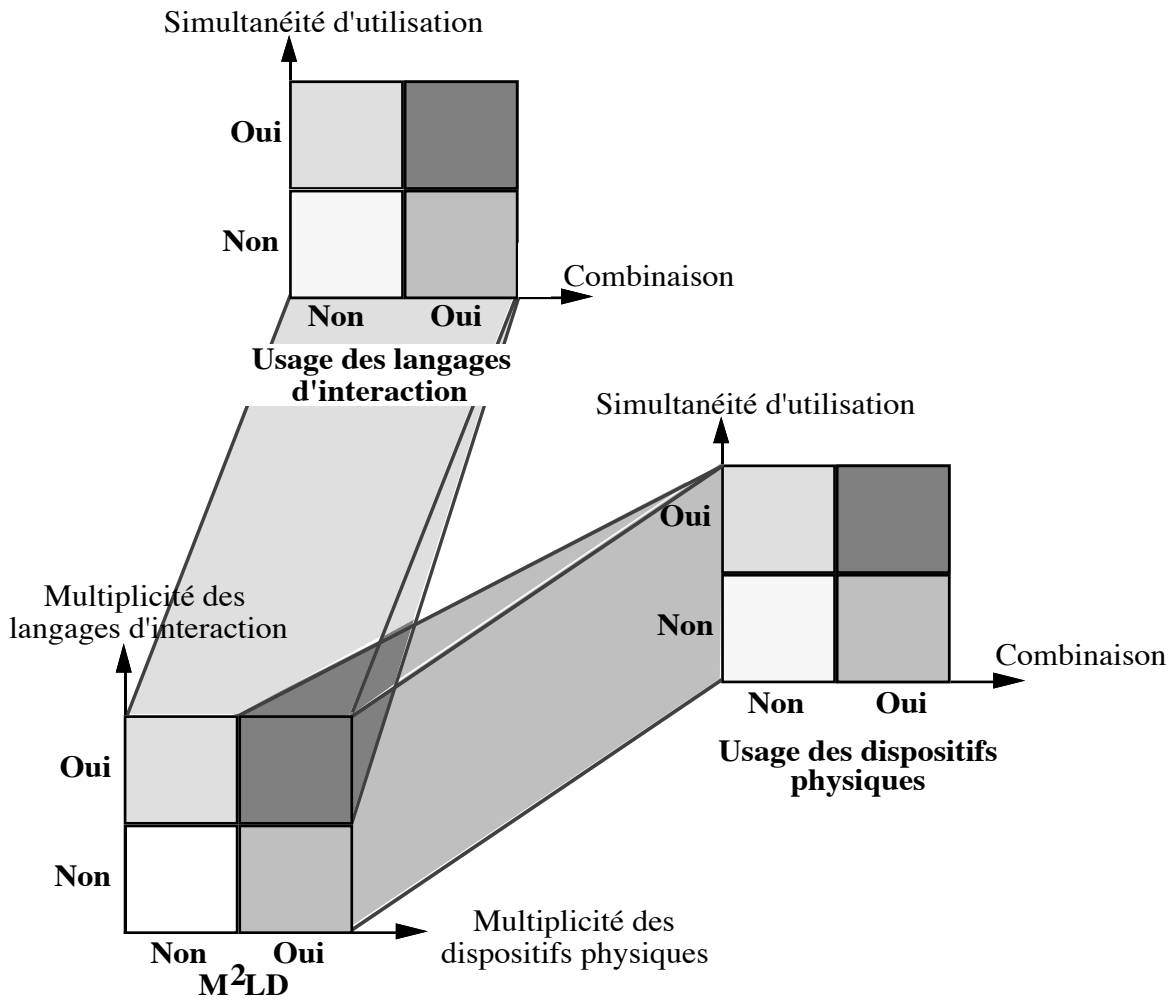 Simultanéité d'utilisation
Oui
Non
Combinaison
Non Oui
Usage des langages
d'interaction
Simultanéité d'utilisation
Oui
Non
Combinaison
Non Oui
Usage des dispositifs
physiques
Multiplicité des
langages d'interaction
Oui
Non
Multiplicité des
dispositifs physiques
Non Oui
M²LD